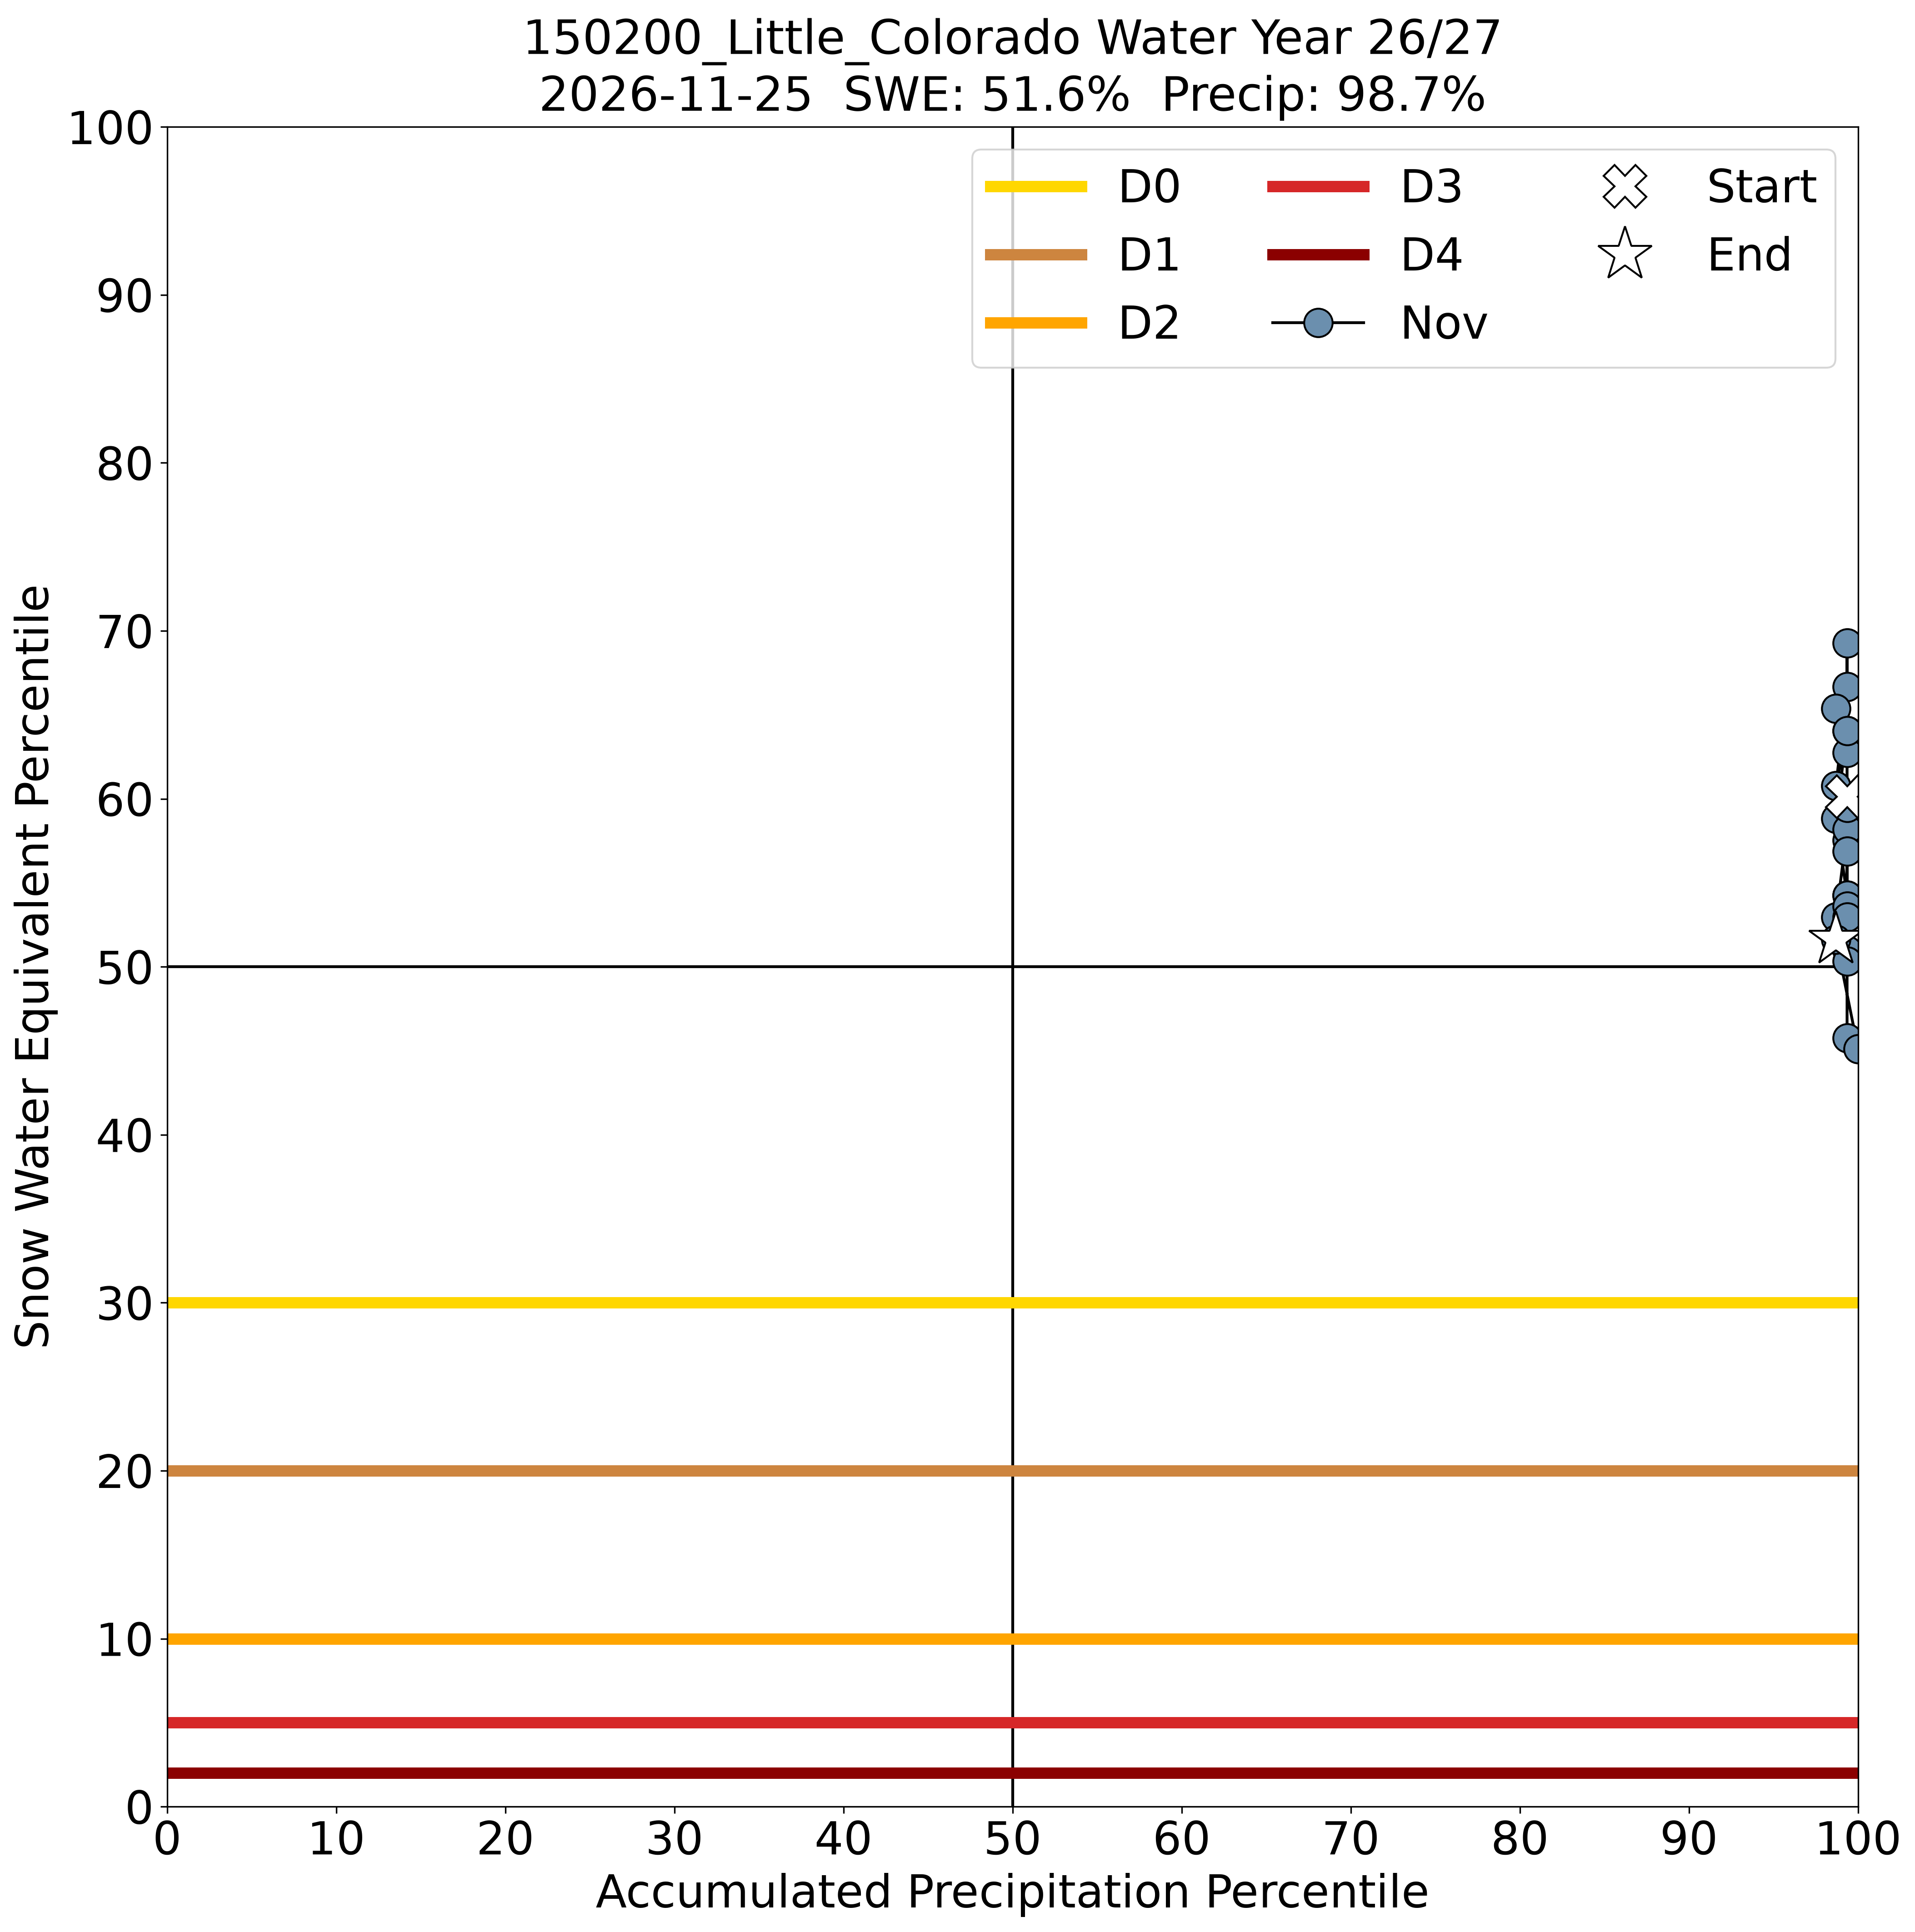 150200_Little_Colorado Water Year 26/27
2026-11-25  SWE: 51.6%  Precip: 98.7%
100
90
80
70
60
50
40
30
20
10
0
Snow Water Equivalent Percentile
D0
D1
D2
D3
D4
Nov
Start
End
0 10 20 30 40 50 60 70 80 90 100
Accumulated Precipitation Percentile